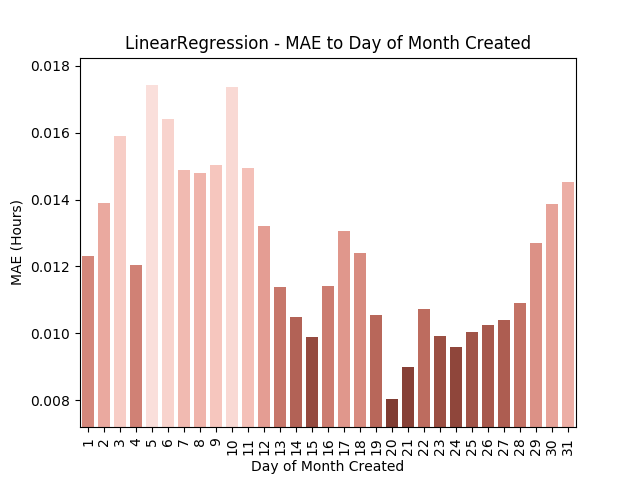 LinearRegression - MAE to Day of Month Created
0.018
0.016
0.014
0.012
0.010
0.008
MAE (Hours)
1 2 3 4 5 6 7 8 9 10 11 12 13 14 15 16 17 18 19 20 21 22 23 24 25 26 27 28 29 30 31
Day of Month Created